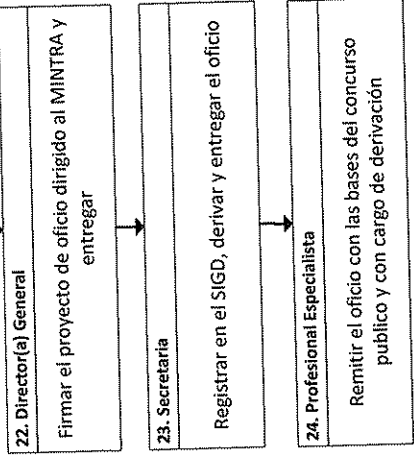 22. Director(a) General
Firmar el proyecto de oficio dirigido al MINTRA y
entregar
23. Secretaria
Registrar en el SIGD, derivar y entregar el oficio
24. Profesional Especialista
Remitir el oficio con las bases del concurso
publico y con cargo de derivación